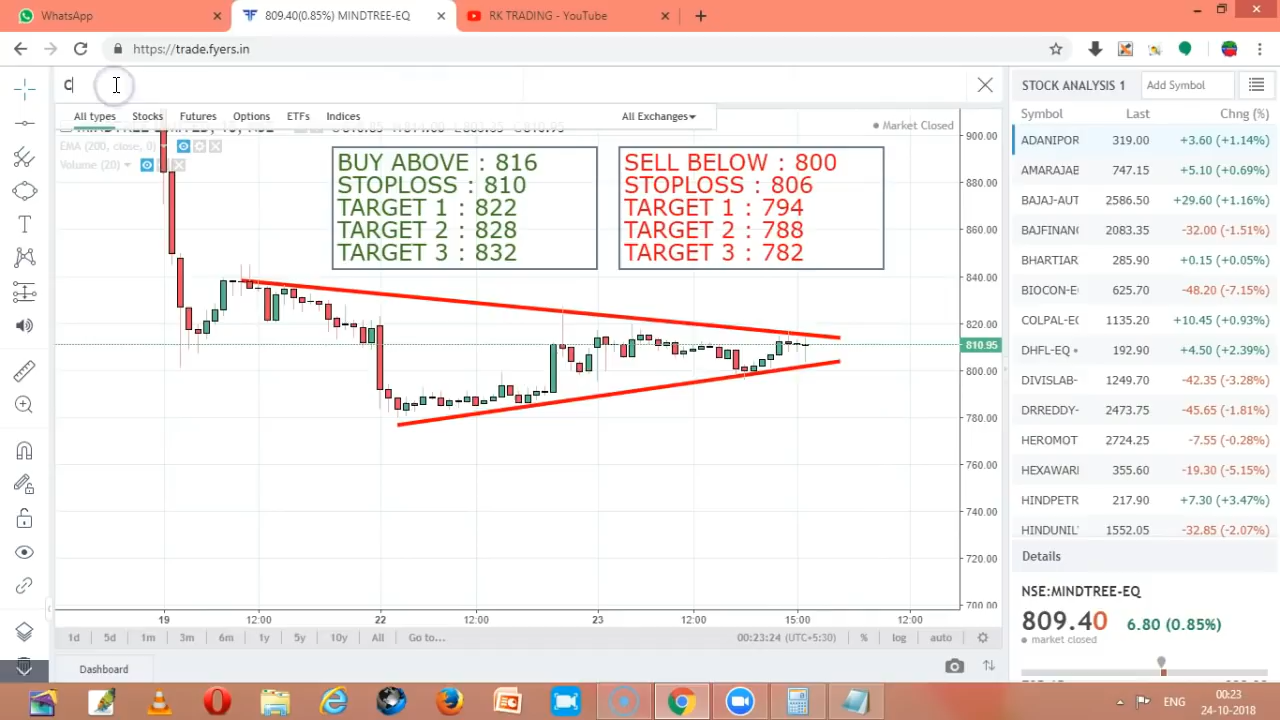 WhatsApp
809.40(0.85%) MINDTREE-EQ
RK TRADING - YouTube
https://trade.fyers.in
C
All types Stocks Futures Options ETFs Indices All Exchanges
EMA (200, close, 0)
Volume (20)
Market Closed
BUY ABOVE : 816
STOPLOSS : 810
TARGET 1 : 822
TARGET 2 : 828
TARGET 3 : 832
SELL BELOW : 800
STOPLOSS : 806
TARGET 1 : 794
TARGET 2 : 788
TARGET 3 : 782
900.00
880.00
860.00
840.00
820.00
810.95
800.00
780.00
760.00
740.00
720.00
700.00
19 12:00 22 12:00 23 12:00 15:00 12:00
1d 5d 1m 3m 6m 1y 5y 10y All Go to... 00:23:24 (UTC+5:30) % log auto
Dashboard
STOCK ANALYSIS 1 Add Symbol
Symbol Last Chng (%)
ADANIPOR 319.00 +3.60 (+1.14%)
AMARAJAB 747.15 +5.10 (+0.69%)
BAJAJ-AUT 2586.50 +29.60 (+1.16%)
BAJFINAN 2083.35 -32.00 (-1.51%)
BHARTIAR 285.90 +0.15 (+0.05%)
BIOCON-E 625.70 -48.20 (-7.15%)
COLPAL-EQ 1135.20 +10.45 (+0.93%)
DHFL-EQ 192.90 +4.50 (+2.39%)
DIVISLAB- 1249.70 -42.35 (-3.28%)
DRREDDY- 2473.75 -45.65 (-1.81%)
HEROMOT 2724.25 -7.55 (-0.28%)
HEXAWAR 355.60 -19.30 (-5.15%)
HINDPETR 217.90 +7.30 (+3.47%)
HINDUNIL 1552.05 -32.85 (-2.07%)
Details
NSE:MINDTREE-EQ
809.40 6.80 (0.85%)
market closed
ENG
00:23
24-10-2018